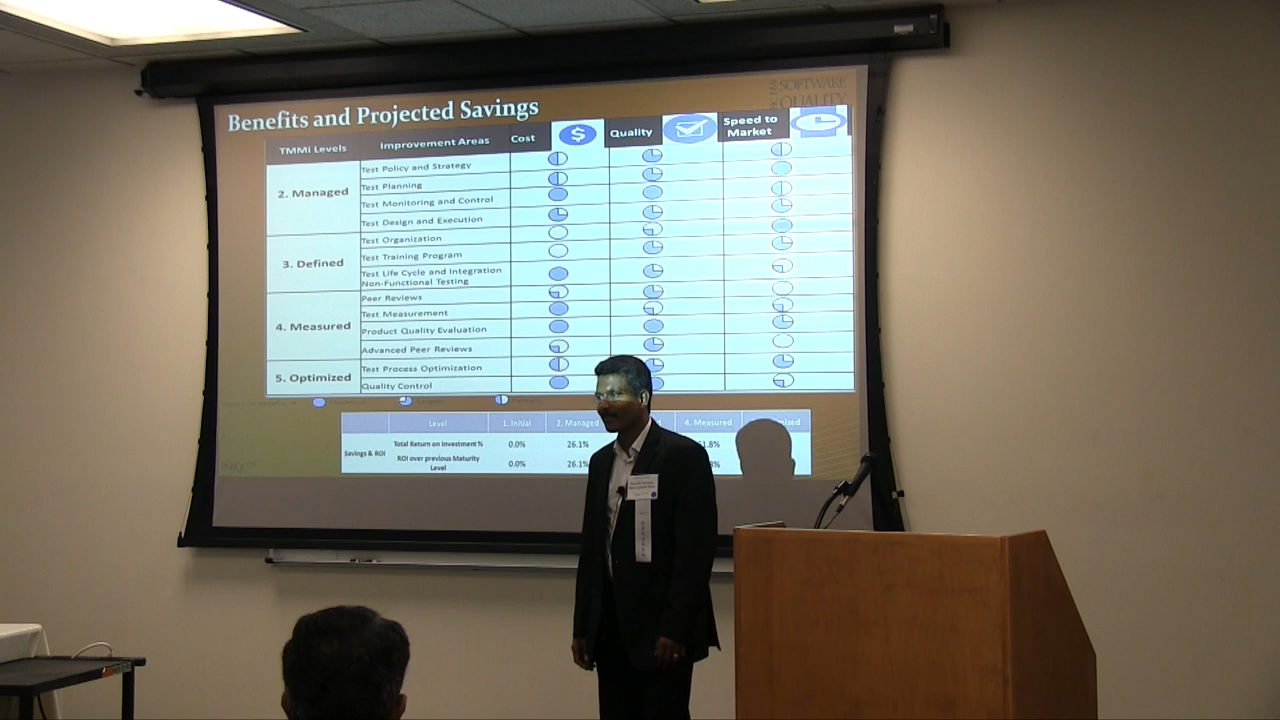 SOFTWARE
QUALITY
Benefits and Projected Savings
TMMi Levels Improvement Areas Cost $ Quality Speed to
Market
2. Managed
Test Policy and Strategy
Test Planning
Test Monitoring and Control
Test Design and Execution
3. Defined
Test Organization
Test Training Program
Test Life Cycle and Integration
Non-Functional Testing
Peer Reviews
4. Measured
Test Measurement
Product Quality Evaluation
Advanced Peer Reviews
5. Optimized
Test Process Optimization
Quality Control
Level 1. Initial 2. Managed 4. Measured
Savings & ROI
Total Return on Investment % 0.0% 26.1%
ROI over previous Maturity
Level 0.0% 26.1%